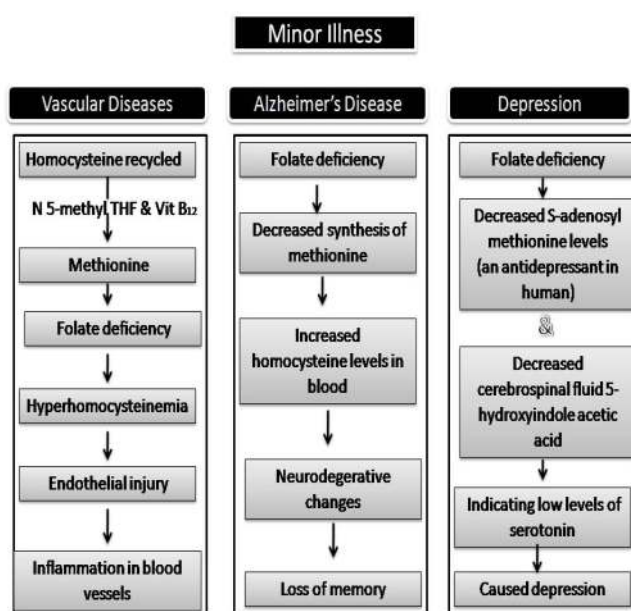 Minor Illness
Vascular Diseases
Homocysteine recycled
N 5-methyl THF & Vit B12
Methionine
Folate deficiency
Hyperhomocysteinemia
Endothelial injury
Inflammation in blood
vessels
Alzheimer's Disease
Folate deficiency
Decreased synthesis of
methionine
Increased
homocysteine levels in
blood
Neurodegerative
changes
Loss of memory
Depression
Folate deficiency
Decreased S-adenosyl
methionine levels
(an antidepressant in
human)
&
Decreased
cerebrospinal fluid 5-
hydroxyindole acetic
acid
Indicating low levels of
serotonin
Caused depression